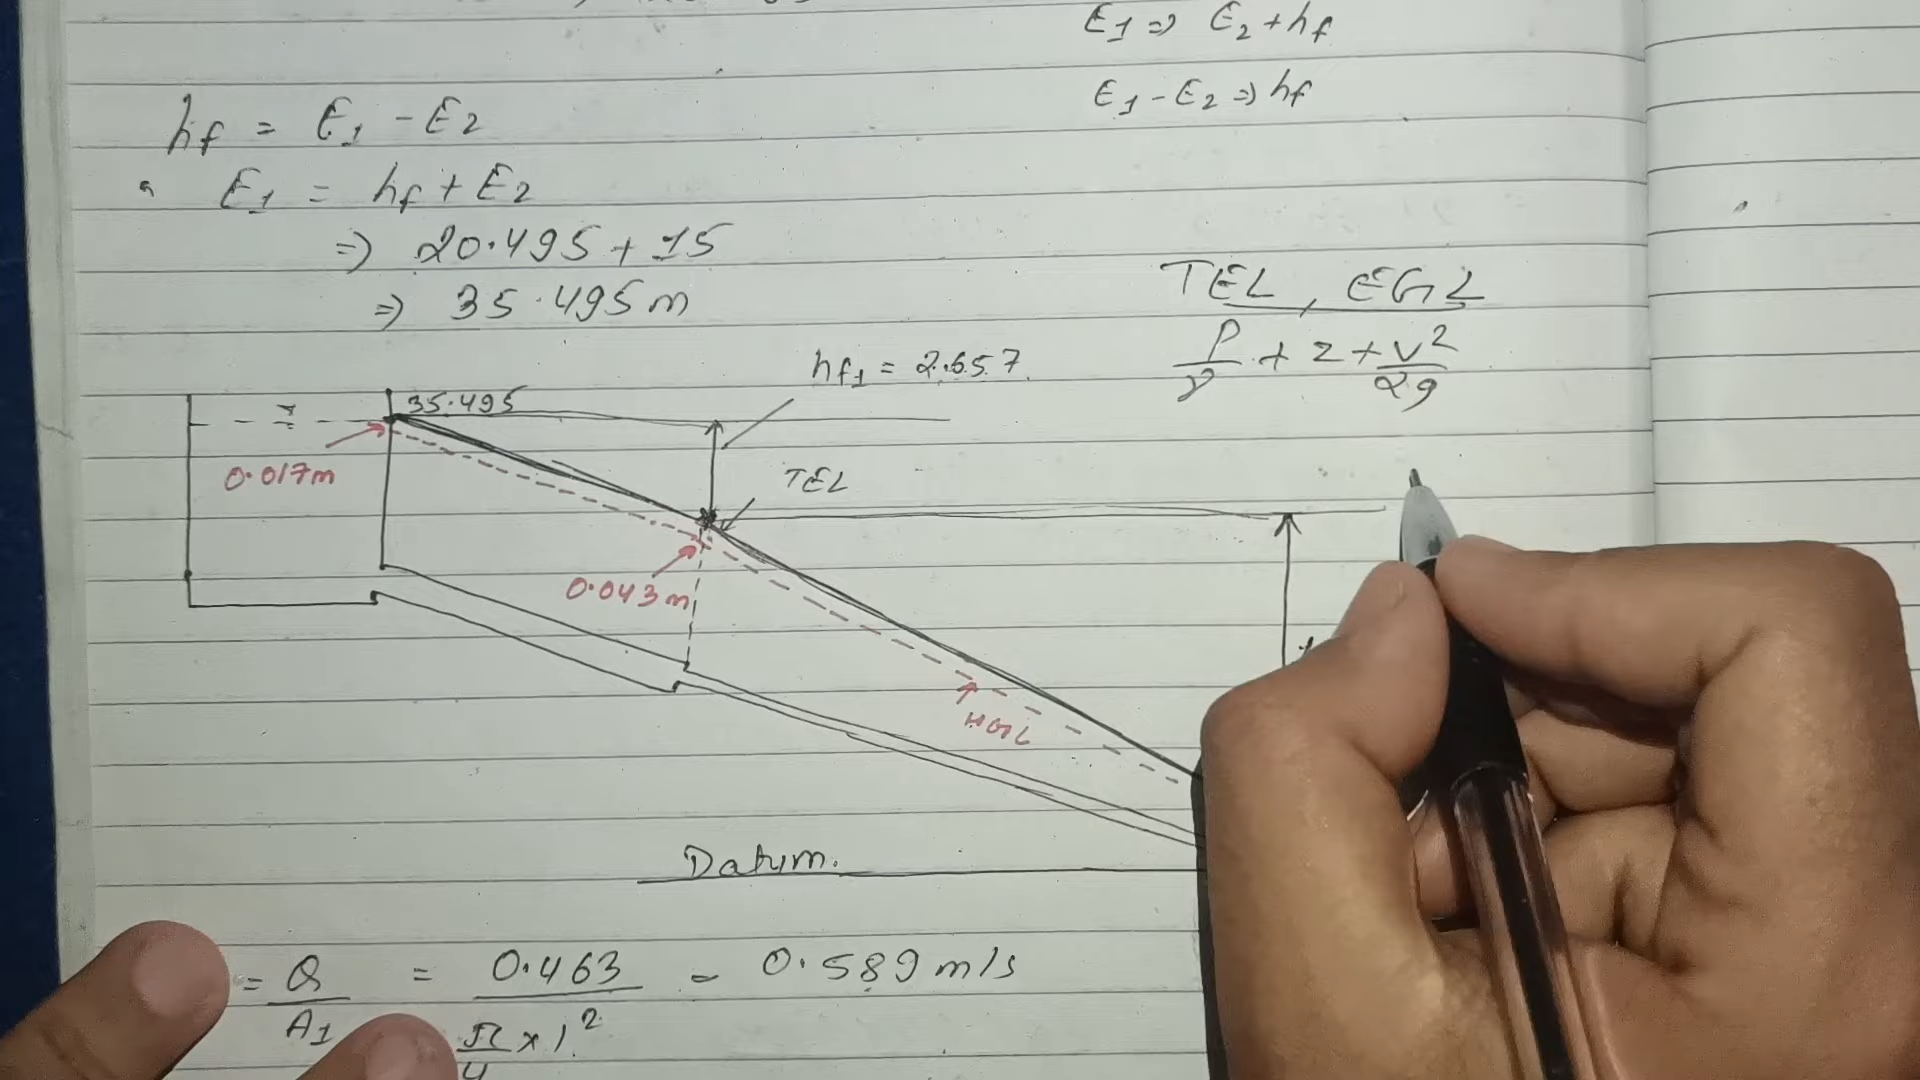 E1 ⇒ E2 + hf
E1 - E2 ⇒ hf
hf = E1 - E2
E1 = hf + E2
⇒ 20.495 + 15
⇒ 35.495 m
TEL, EGL
P/γ + z + v²/2g
hf1 = 2.657
35.495
0.017m
TEL
0.043m
HGL
Datum.
= Q/A1 = 0.463 / π/4 × 1² = 0.589 m/s